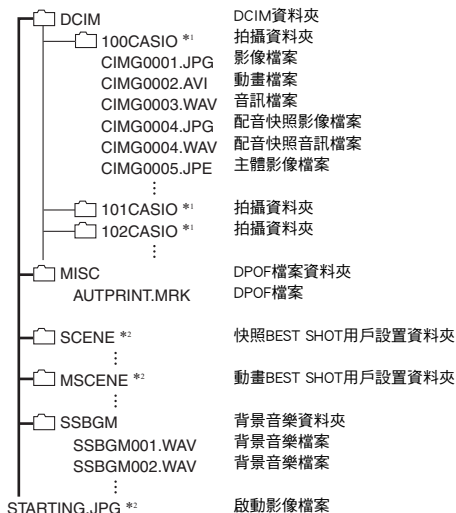 DCIM DCIM資料夾
100CASIO *1 拍攝資料夾
CIMG0001.JPG 影像檔案
CIMG0002.AVI 動畫檔案
CIMG0003.WAV 音訊檔案
CIMG0004.JPG 配音快照影像檔案
CIMG0004.WAV 配音快照音訊檔案
CIMG0005.JPE 主體影像檔案
⋮
101CASIO *1 拍攝資料夾
102CASIO *1 拍攝資料夾
⋮
MISC DPOF檔案資料夾
AUTPRINT.MRK DPOF檔案
SCENE *2 快照BEST SHOT用戶設置資料夾
⋮
MSCENE *2 動畫BEST SHOT用戶設置資料夾
⋮
SSBGM 背景音樂資料夾
SSBGM001.WAV 背景音樂檔案
SSBGM002.WAV 背景音樂檔案
⋮
STARTING.JPG *2 啟動影像檔案